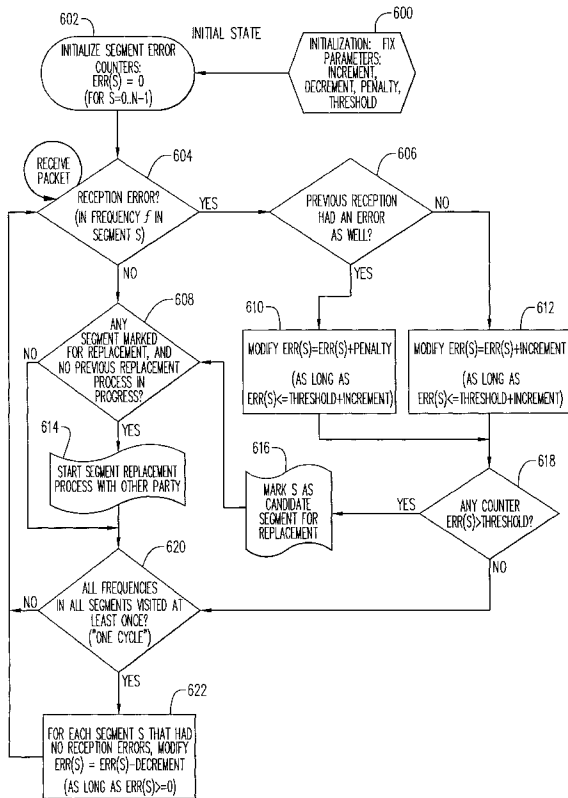 602
INITIALIZE SEGMENT ERROR
COUNTERS:
ERR(S) = 0
(FOR S=0..N-1)
INITIAL STATE
600
INITIALIZATION: FIX
PARAMETERS:
INCREMENT,
DECREMENT, PENALTY,
THRESHOLD
RECEIVE
PACKET
604
RECEPTION ERROR?
(IN FREQUENCY f IN
SEGMENT S)
YES
NO
606
PREVIOUS RECEPTION
HAD AN ERROR
AS WELL?
NO
YES
608
ANY
SEGMENT MARKED
FOR REPLACEMENT, AND
NO PREVIOUS REPLACEMENT
PROCESS IN
PROGRESS?
NO
YES
610
MODIFY ERR(S)=ERR(S)+PENALTY
(AS LONG AS
ERR(S)<=THRESHOLD+INCREMENT)
612
MODIFY ERR(S)=ERR(S)+INCREMENT
(AS LONG AS
ERR(S)<=THRESHOLD+INCREMENT)
614
START SEGMENT REPLACEMENT
PROCESS WITH OTHER PARTY
616
MARK S AS
CANDIDATE
SEGMENT FOR
REPLACEMENT
YES
618
ANY COUNTER
ERR(S)>THRESHOLD?
NO
620
ALL FREQUENCIES
IN ALL SEGMENTS VISITED AT
LEAST ONCE?
("ONE CYCLE")
NO
YES
622
FOR EACH SEGMENT S THAT HAD
NO RECEPTION ERRORS, MODIFY
ERR(S) = ERR(S)-DECREMENT
(AS LONG AS ERR(S)>=0)